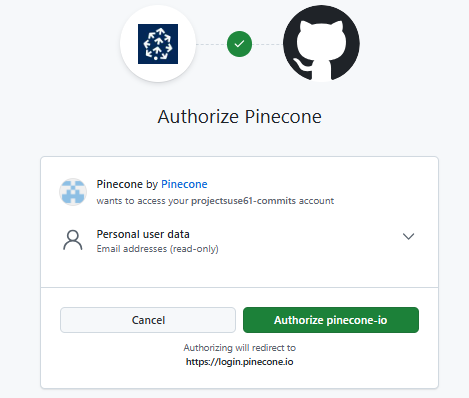 Authorize Pinecone
Pinecone by Pinecone
wants to access your projectsuse61-commits account
Personal user data
Email addresses (read-only)
Cancel
Authorize pinecone-io
Authorizing will redirect to
https://login.pinecone.io